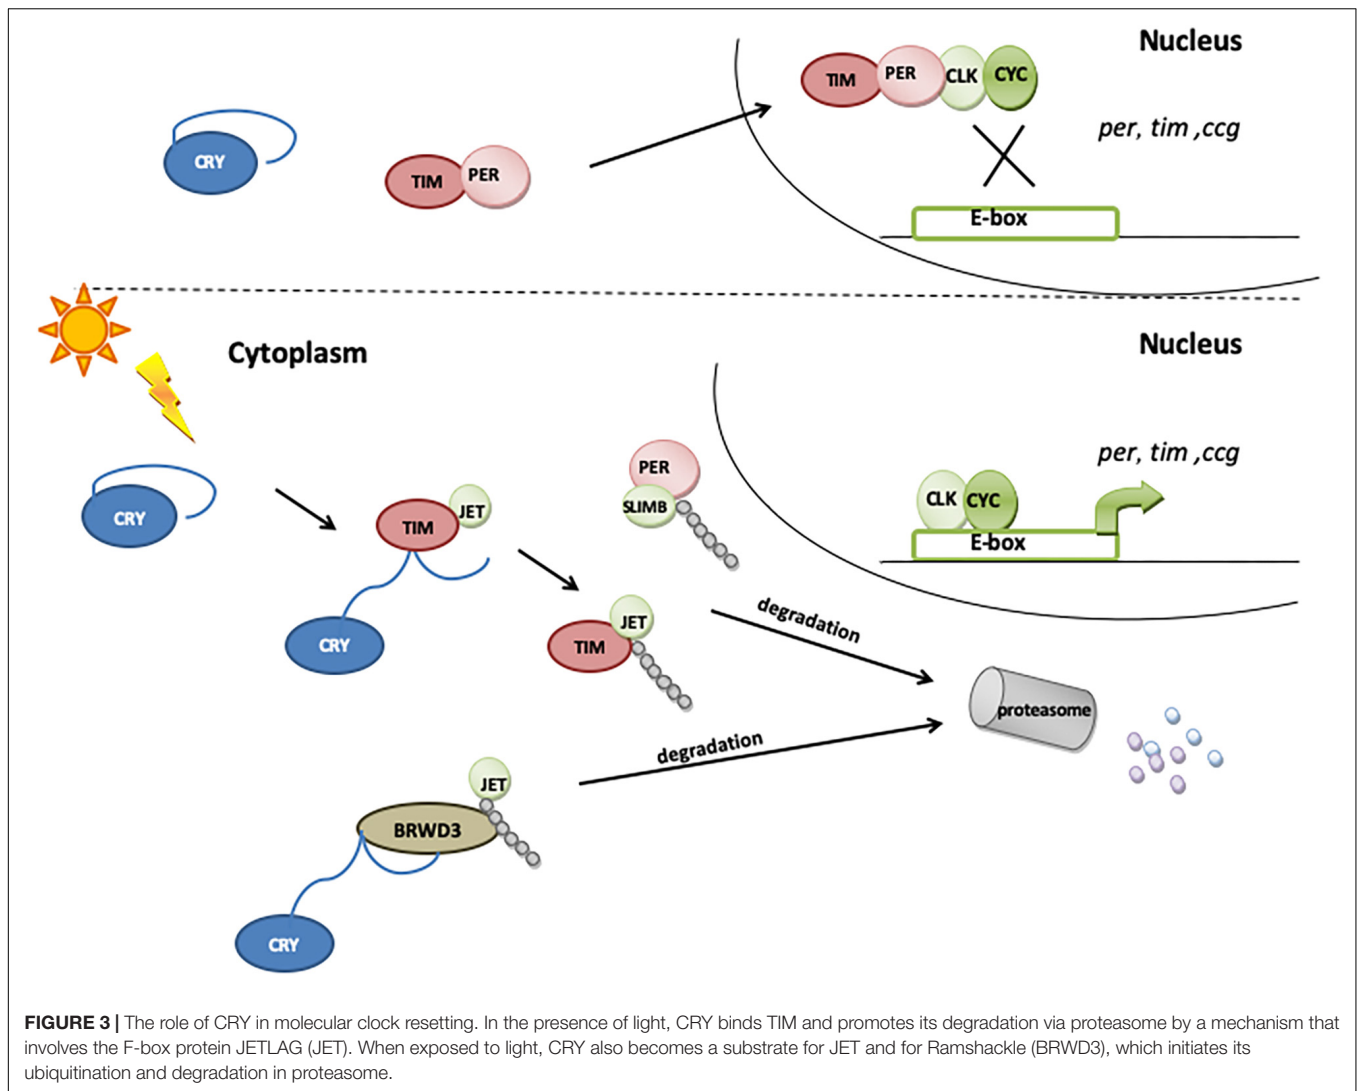 Nucleus
TIM PER CLK CYC
per, tim ,ccg
CRY
TIM PER
E-box
Cytoplasm
Nucleus
per, tim ,ccg
PER
SLIMB
CLK CYC
E-box
CRY
TIM JET
CRY
TIM JET
degradation
proteasome
degradation
JET
BRWD3
CRY
FIGURE 3 | The role of CRY in molecular clock resetting. In the presence of light, CRY binds TIM and promotes its degradation via proteasome by a mechanism that
involves the F-box protein JETLAG (JET). When exposed to light, CRY also becomes a substrate for JET and for Ramshackle (BRWD3), which initiates its
ubiquitination and degradation in proteasome.